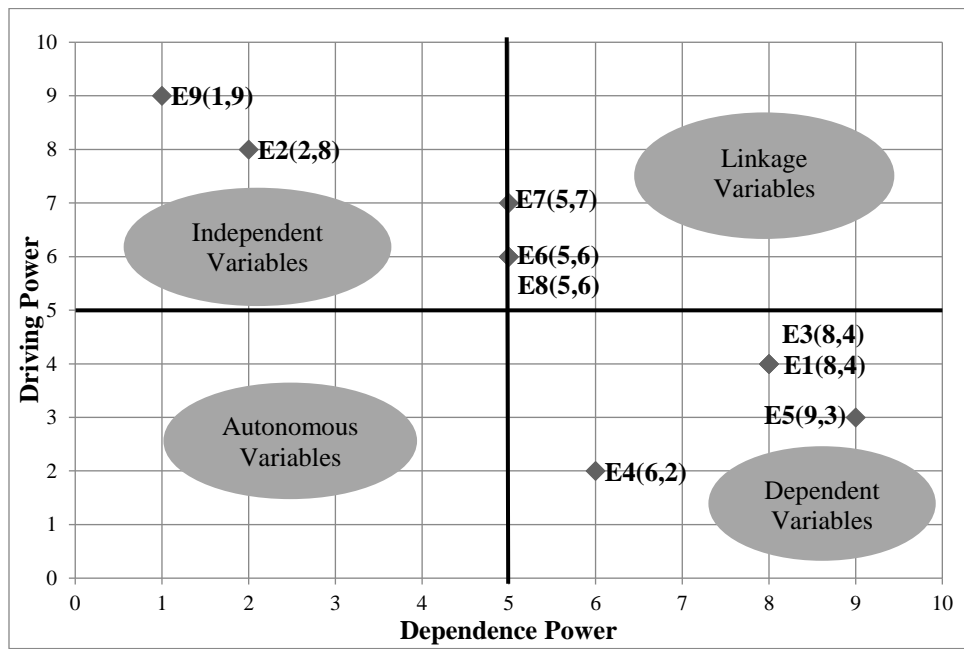 10
9
8
7
6
5
4
3
2
1
0
Driving Power
E9(1,9)
E2(2,8)
E7(5,7)
E6(5,6)
E8(5,6)
Linkage
Variables
Independent
Variables
E3(8,4)
E1(8,4)
E5(9,3)
E4(6,2)
Autonomous
Variables
Dependent
Variables
0 1 2 3 4 5 6 7 8 9 10
Dependence Power